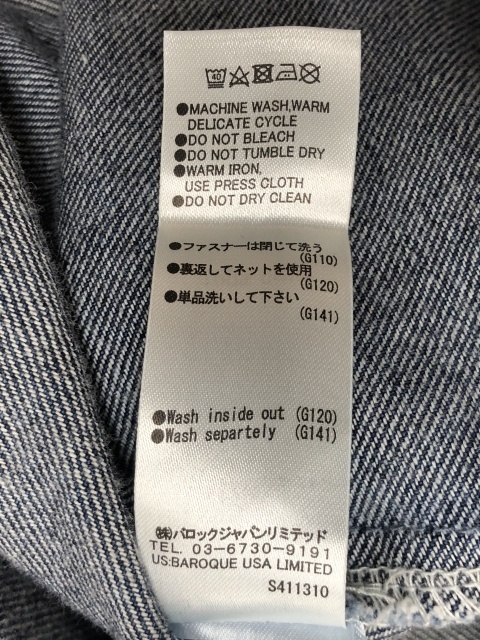 40
●MACHINE WASH,WARM
DELICATE CYCLE
●DO NOT BLEACH
●DO NOT TUMBLE DRY
●WARM IRON,
USE PRESS CLOTH
●DO NOT DRY CLEAN
●ファスナーは閉じて洗う
(G110)
●裏返してネットを使用
(G120)
●単品洗いして下さい
(G141)
●Wash inside out (G120)
●Wash separtely (G141)
㈱バロックジャパンリミテッド
TEL. 03-6730-9191
US:BAROQUE USA LIMITED
S411310